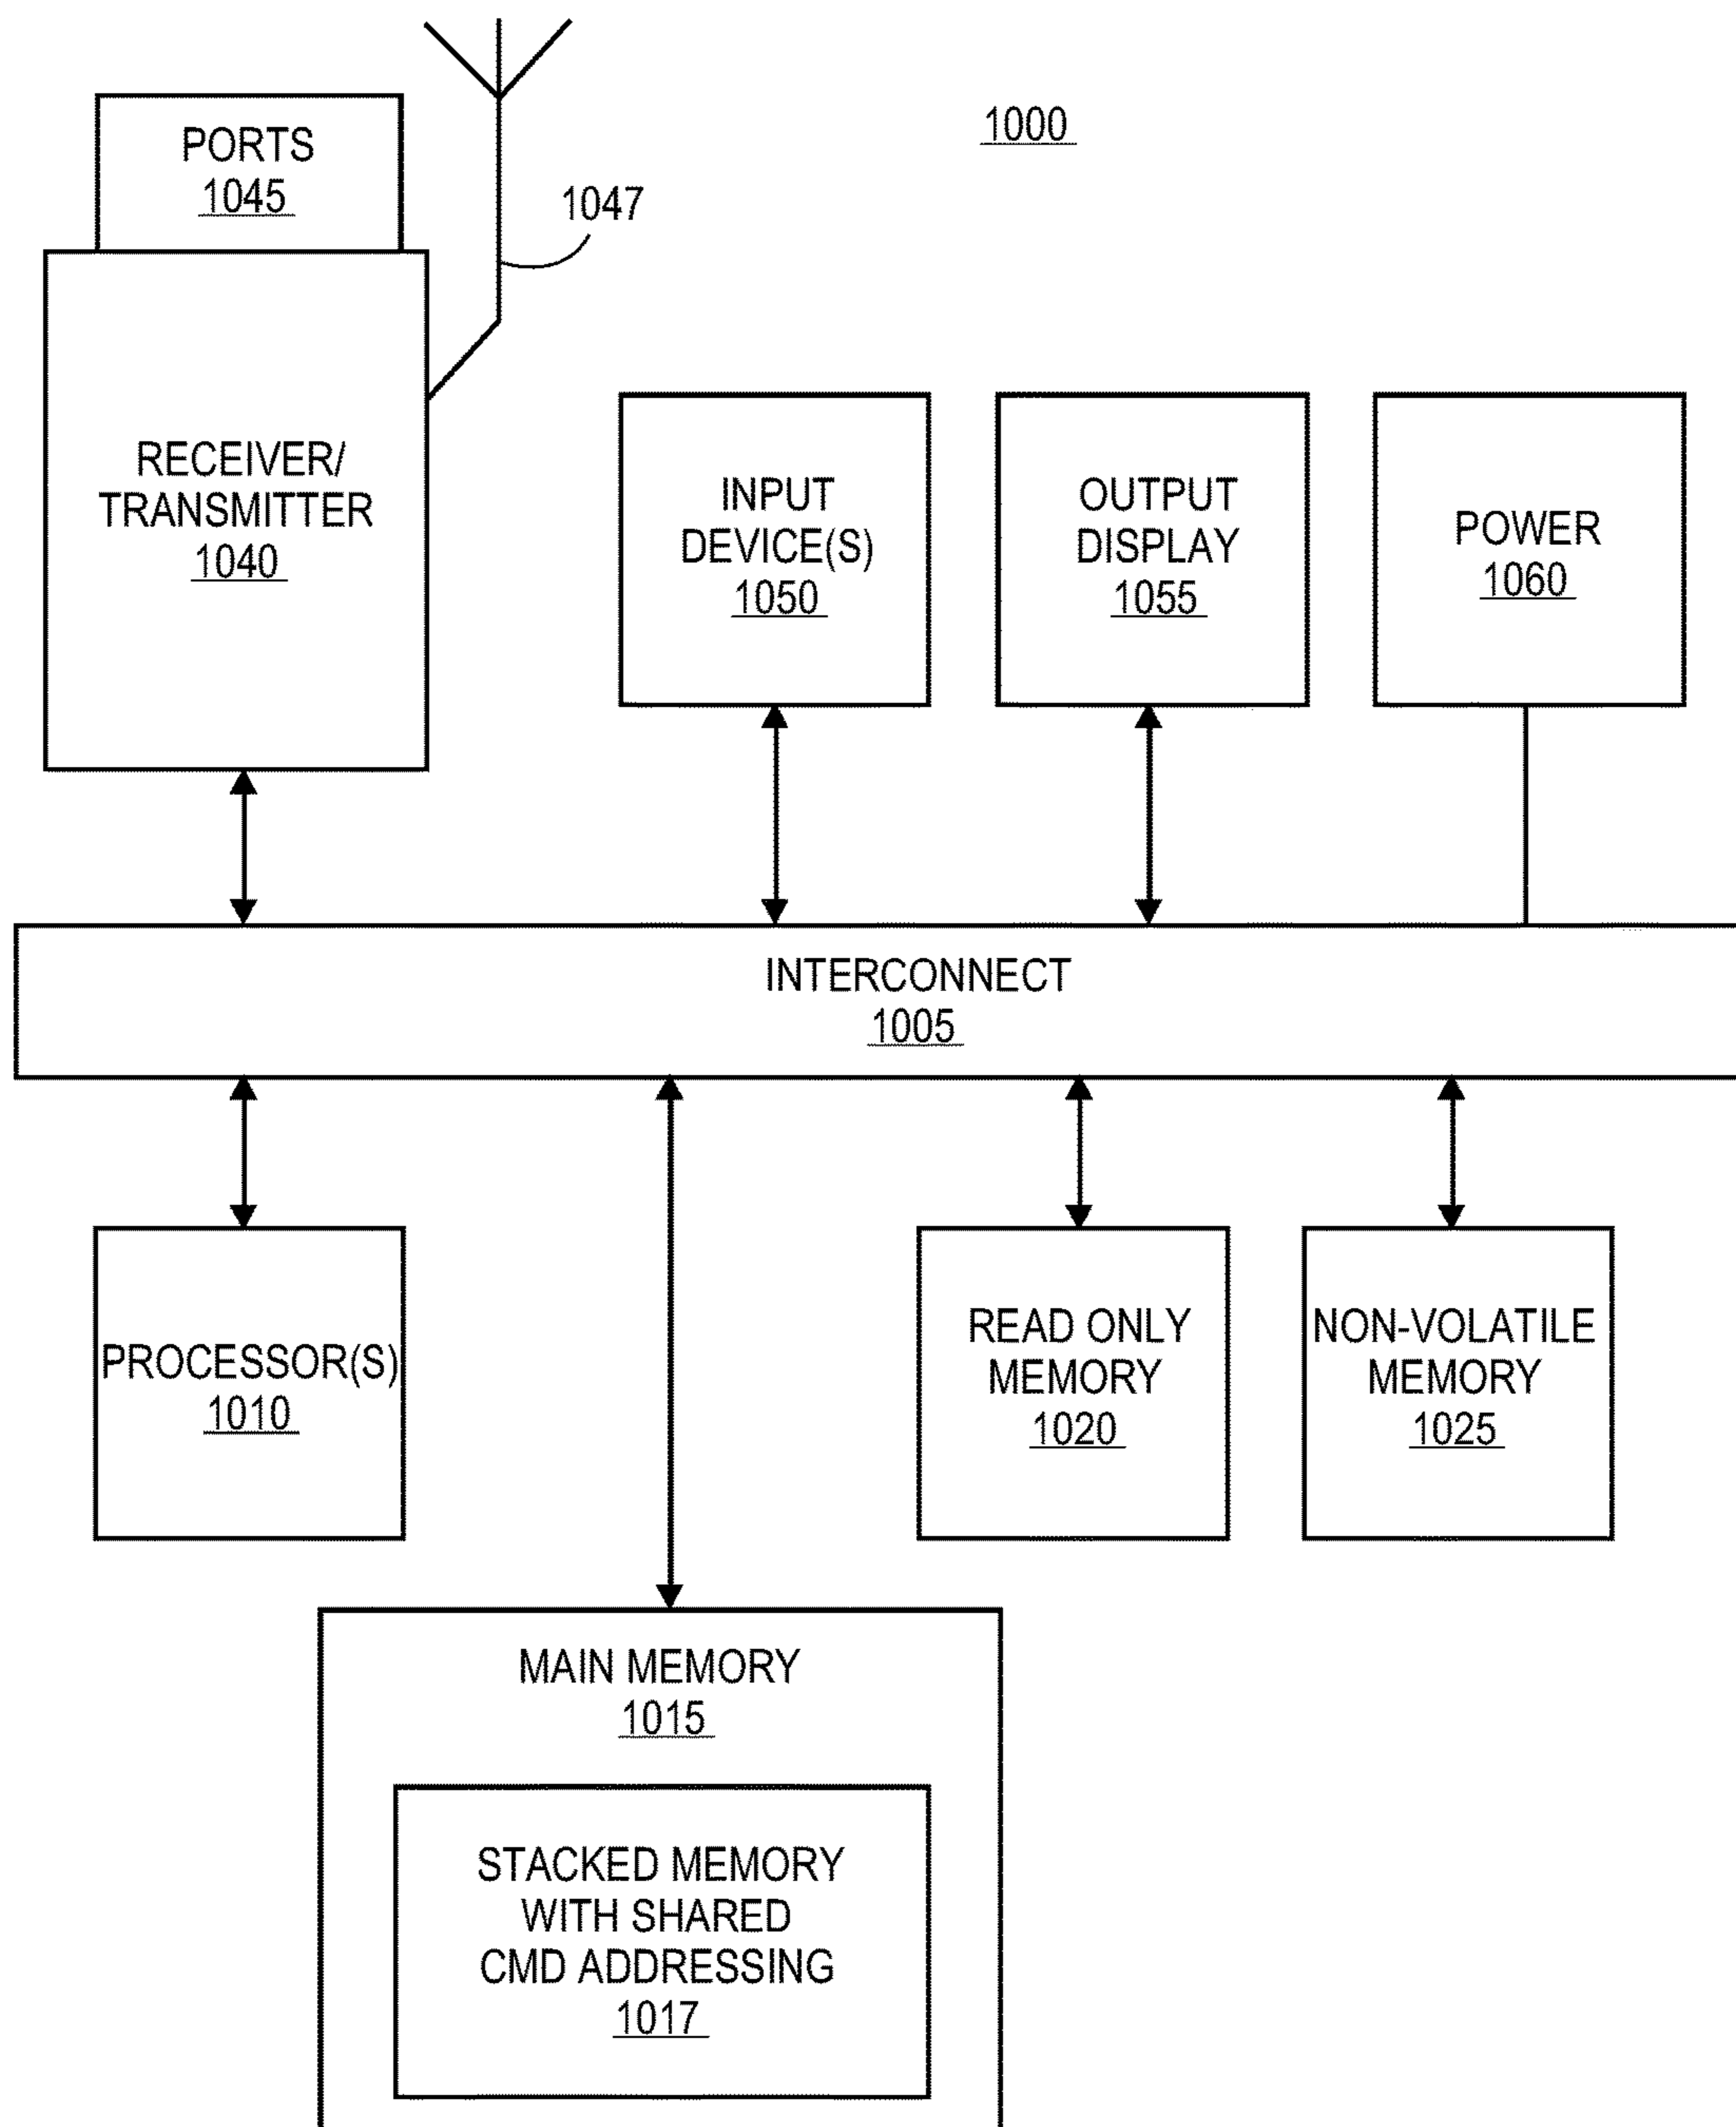 1000
PORTS
1045
1047
RECEIVER/
TRANSMITTER
1040
INPUT
DEVICE(S)
1050
OUTPUT
DISPLAY
1055
POWER
1060
INTERCONNECT
1005
PROCESSOR(S)
1010
READ ONLY
MEMORY
1020
NON-VOLATILE
MEMORY
1025
MAIN MEMORY
1015
STACKED MEMORY
WITH SHARED
CMD ADDRESSING
1017